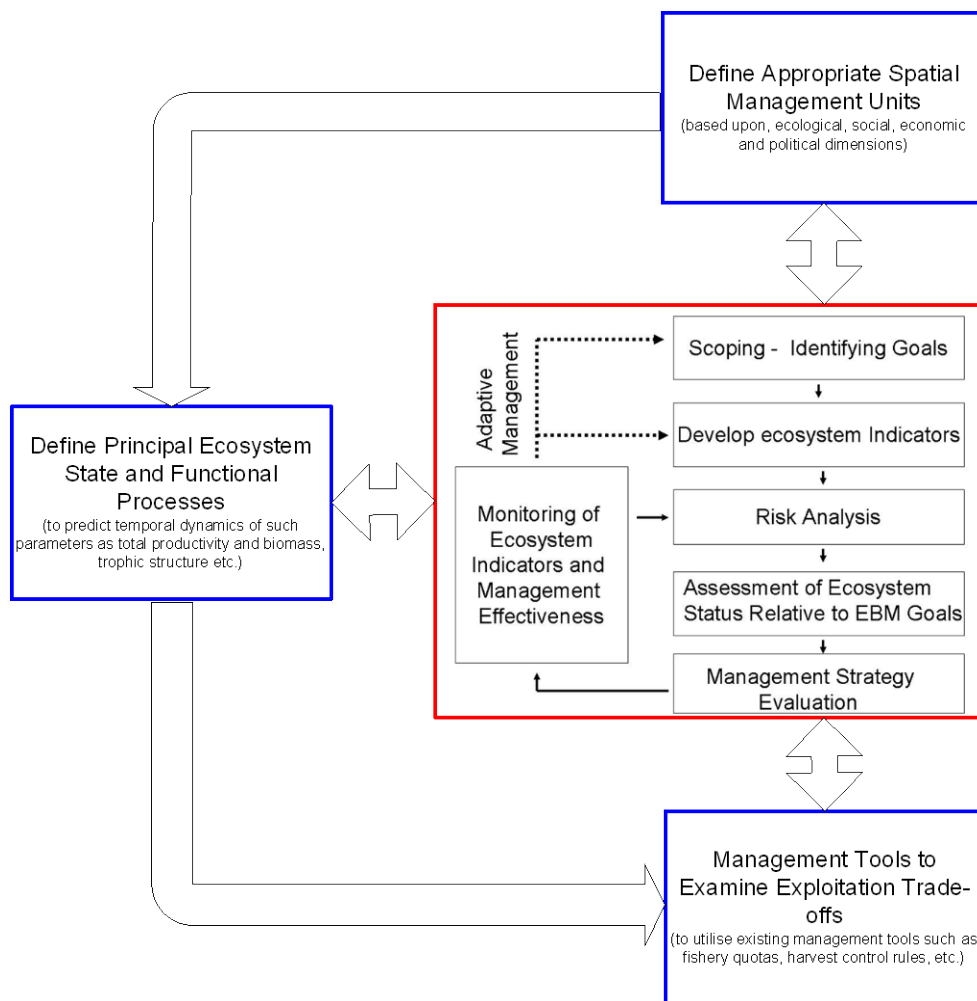 Define Appropriate Spatial
Management Units
(based upon, ecological, social, economic
and political dimensions)
Adaptive
Management
Scoping - Identifying Goals
Develop ecosystem Indicators
Risk Analysis
Assessment of Ecosystem
Status Relative to EBM Goals
Management Strategy
Evaluation
Monitoring of
Ecosystem
Indicators and
Management
Effectiveness
Define Principal Ecosystem
State and Functional
Processes
(to predict temporal dynamics of such
parameters as total productivity and biomass,
trophic structure etc.)
Management Tools to
Examine Exploitation Trade-
offs
(to utilise existing management tools such as
fishery quotas, harvest control rules, etc.)